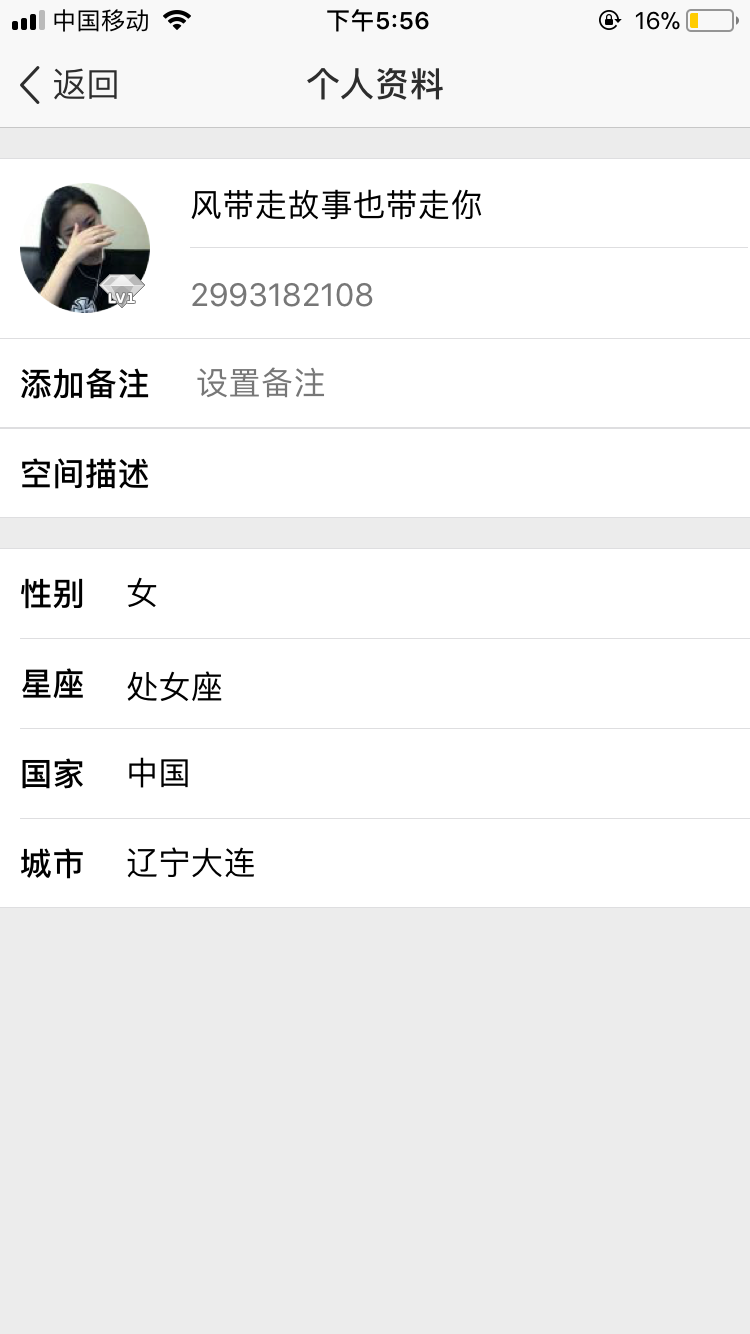 中国移动 下午5:56 16%
返回 个人资料
风带走故事也带走你
LV1
2993182108
添加备注 设置备注
空间描述
性别 女
星座 处女座
国家 中国
城市 辽宁大连